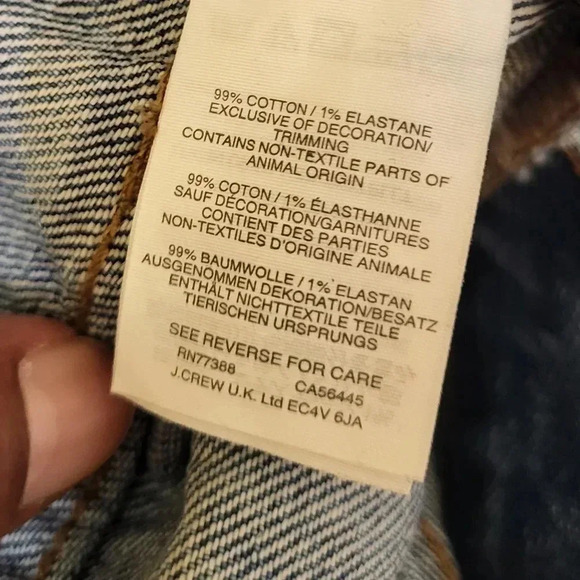 99% COTTON / 1% ELASTANE
EXCLUSIVE OF DECORATION/
TRIMMING
CONTAINS NON-TEXTILE PARTS OF
ANIMAL ORIGIN
99% COTON / 1% ÉLASTHANNE
SAUF DÉCORATION/GARNITURES
CONTIENT DES PARTIES
NON-TEXTILES D'ORIGINE ANIMALE
99% BAUMWOLLE / 1% ELASTAN
AUSGENOMMEN DEKORATION/BESATZ
ENTHÄLT NICHTTEXTILE TEILE
TIERISCHEN URSPRUNGS
SEE REVERSE FOR CARE
RN77388 CA56445
J.CREW U.K. Ltd EC4V 6JA